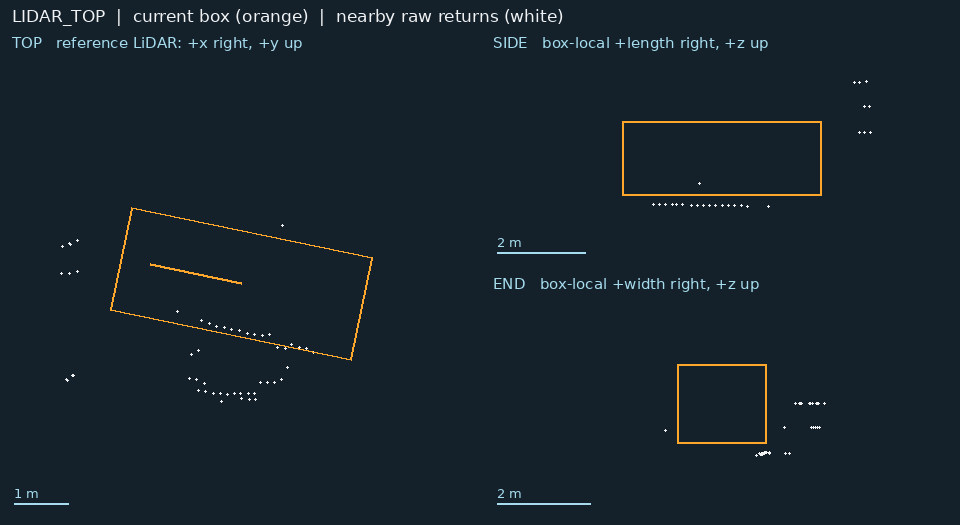 LIDAR_TOP | current box (orange) | nearby raw returns (white)
TOP reference LiDAR: +x right, +y up
SIDE box-local +length right, +z up
2 m
END box-local +width right, +z up
1 m
2 m